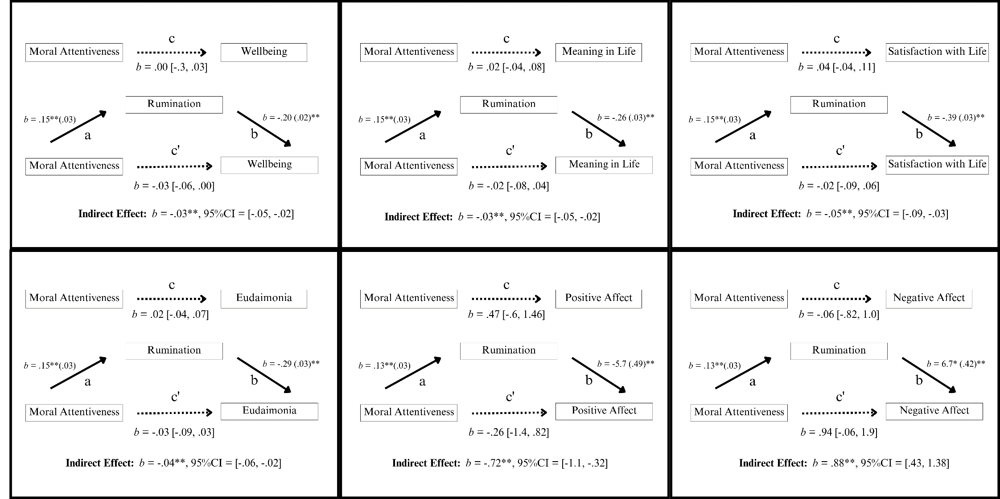 c
Moral Attentiveness
Wellbeing
b = .00 [-.3, .03]
Rumination
b = .15**(.03)
a
b = -.20 (.02)**
b
c'
Moral Attentiveness
Wellbeing
b = -.03 [-.06, .00]
Indirect Effect: b = -.03**, 95%CI = [-.05, -.02]
c
Moral Attentiveness
Meaning in Life
b = .02 [-.04, .08]
Rumination
b = .15**(.03)
a
b = -.26 (.03)**
b
c'
Moral Attentiveness
Meaning in Life
b = -.02 [-.08, .04]
Indirect Effect: b = -.03**, 95%CI = [-.05, -.02]
c
Moral Attentiveness
Satisfaction with Life
b = .04 [-.04, .11]
Rumination
b = .15**(.03)
a
b = -.39 (.03)**
b
c'
Moral Attentiveness
Satisfaction with Life
b = -.02 [-.09, .06]
Indirect Effect: b = -.05**, 95%CI = [-.09, -.03]
c
Moral Attentiveness
Eudaimonia
b = .02 [-.04, .07]
Rumination
b = .15**(.03)
a
b = -.29 (.03)**
b
c'
Moral Attentiveness
Eudaimonia
b = -.03 [-.09, .03]
Indirect Effect: b = -.04**, 95%CI = [-.06, -.02]
c
Moral Attentiveness
Positive Affect
b = .47 [-.6, 1.46]
Rumination
b = .13**(.03)
a
b = -5.7 (.49)**
b
c'
Moral Attentiveness
Positive Affect
b = -.26 [-1.4, .82]
Indirect Effect: b = -.72**, 95%CI = [-1.1, -.32]
c
Moral Attentiveness
Negative Affect
b = -.06 [-.82, 1.0]
Rumination
b = .13**(.03)
a
b = 6.7* (.42)**
b
c'
Moral Attentiveness
Negative Affect
b = .94 [-.06, 1.9]
Indirect Effect: b = .88**, 95%CI = [.43, 1.38]